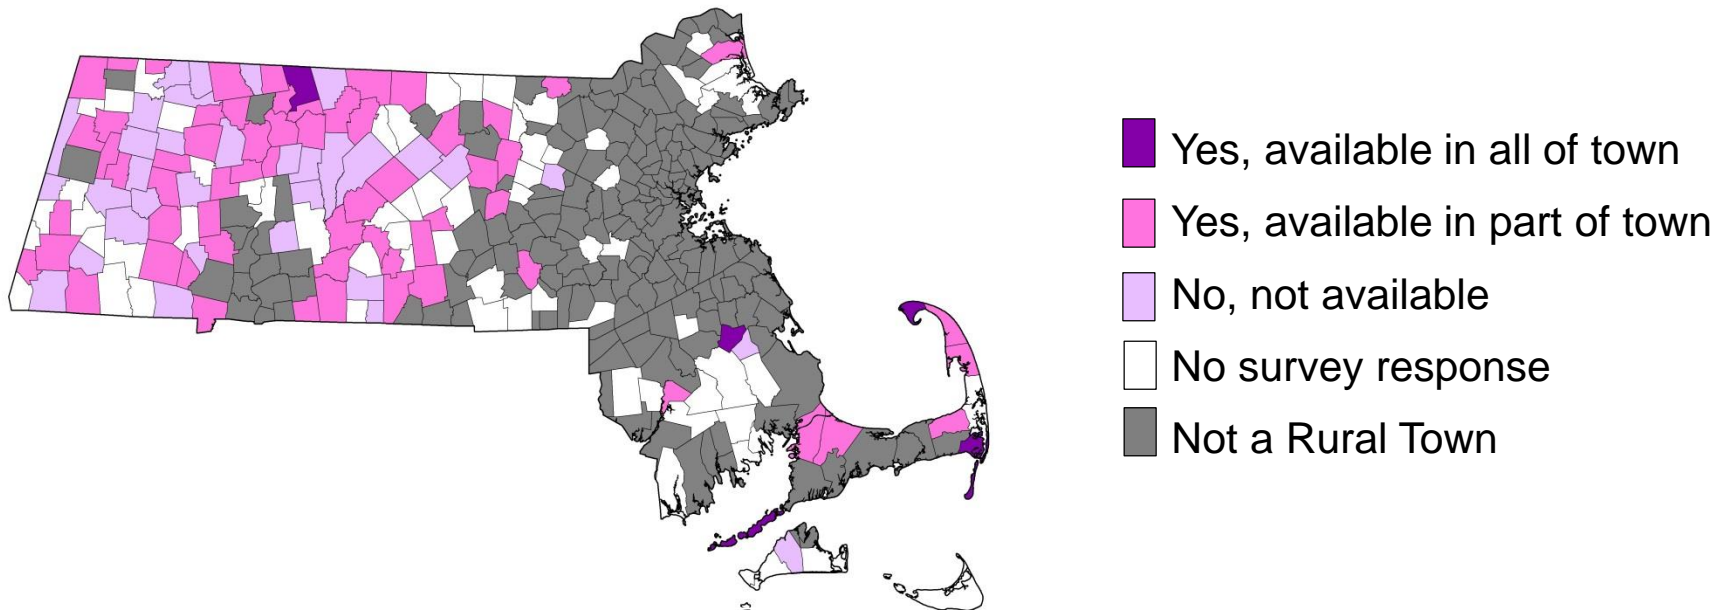 Yes, available in all of town
Yes, available in part of town
No, not available
No survey response
Not a Rural Town